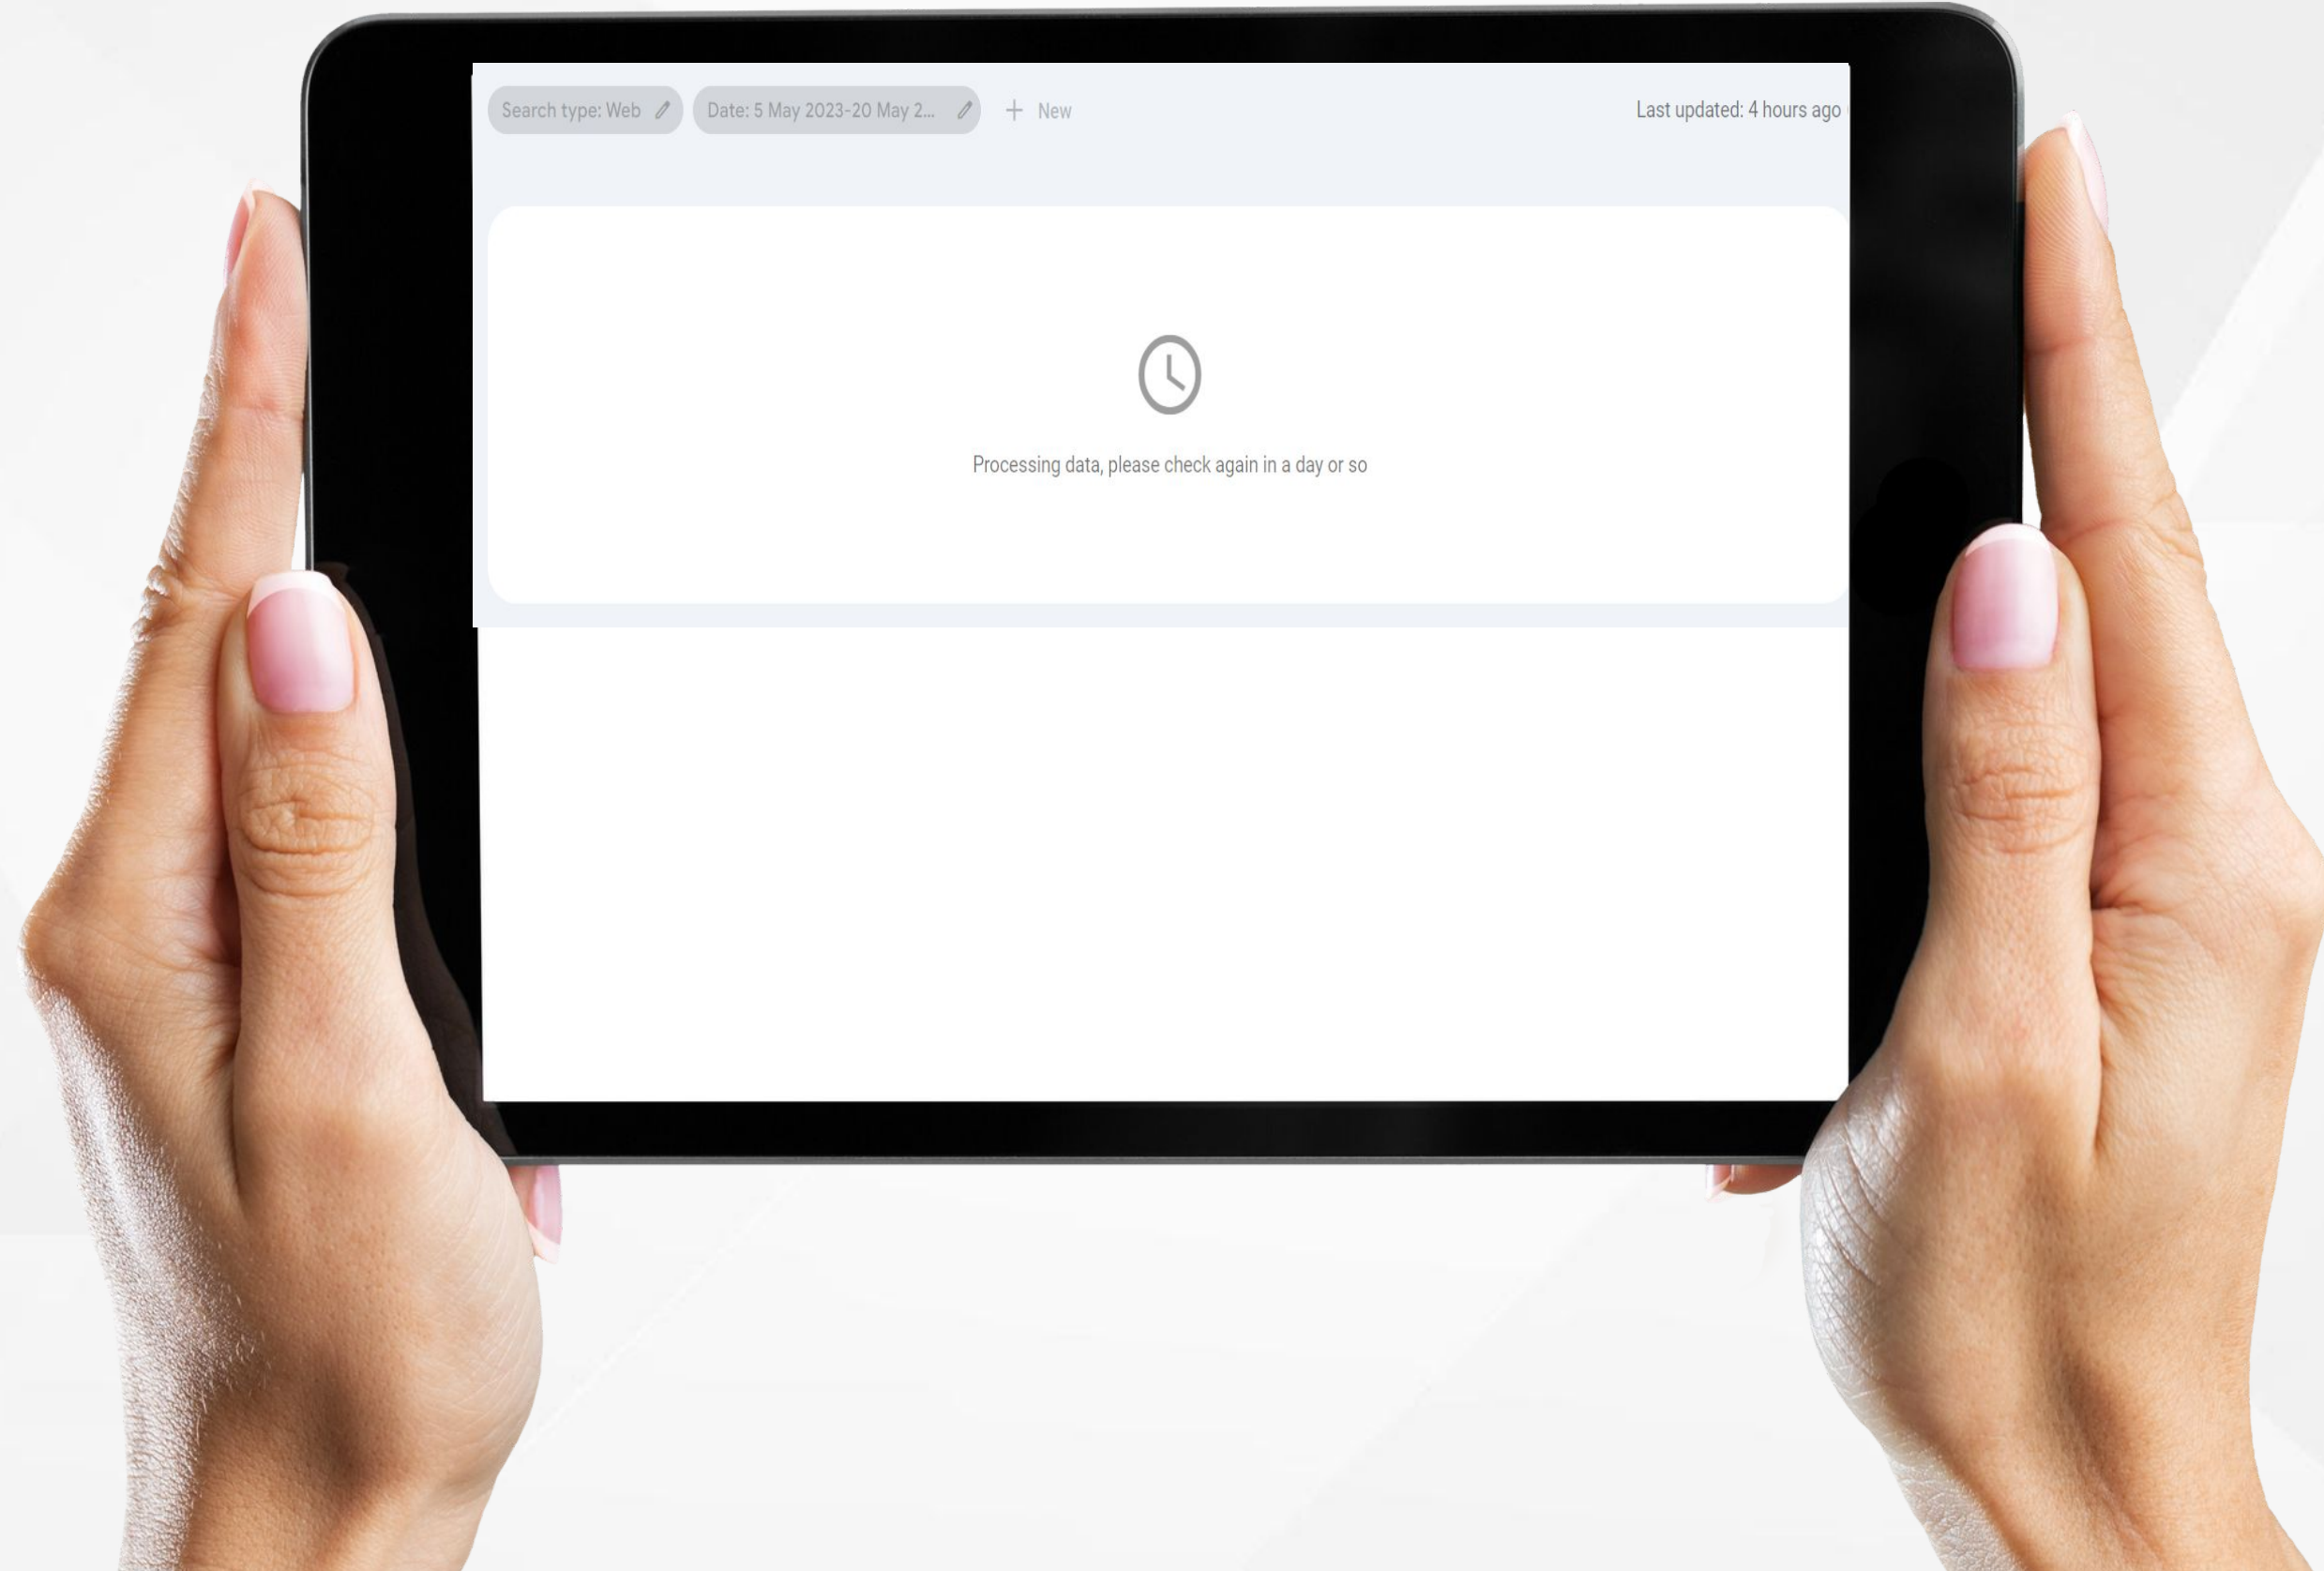 Search type: Web
Date: 5 May 2023-20 May 2...
+ New
Last updated: 4 hours ago
Processing data, please check again in a day or so